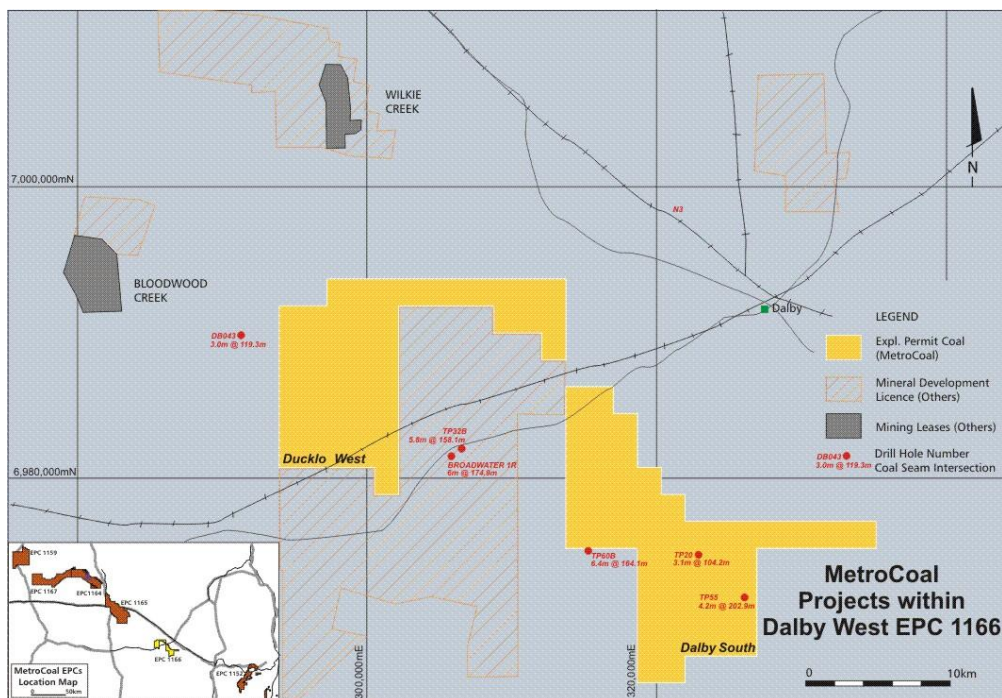 WILKIE
CREEK
7,000,000mN
N
N3
BLOODWOOD
CREEK
Dalby
DB043
3.0m @ 119.3m
LEGEND
Expl. Permit Coal
(MetroCoal)
Mineral Development
Licence (Others)
Mining Leases (Others)
DB043
3.0m @ 119.3m
Drill Hole Number
Coal Seam Intersection
TP32B
5.8m @ 158.1m
BROADWATER 1R
6m @ 174.9m
Ducklo West
6,980,000mN
TP60B
6.4m @ 104.1m
TP20
3.1m @ 104.2m
TP55
4.2m @ 202.9m
Dalby South
MetroCoal
Projects within
Dalby West EPC 1166
0 10km
300,000mE
320,000mE
EPC 1159
EPC 1167
EPC1164
EPC 1165
EPC 1166
EPC 1152
MetroCoal EPCs
Location Map
50km